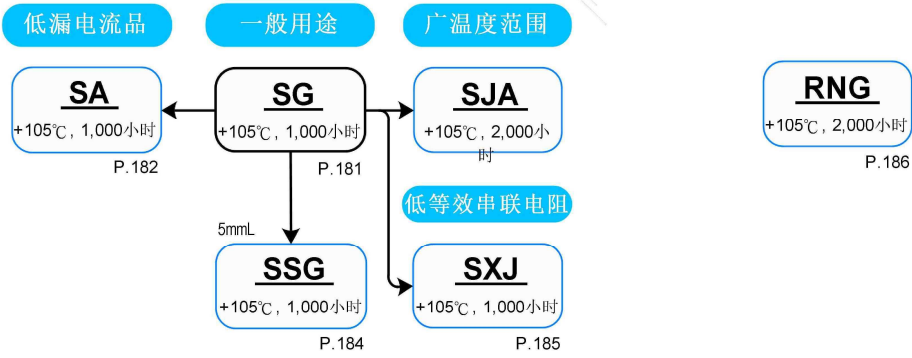 低漏电流品
一般用途
广温度范围
SA
+105℃, 1,000小时
P.182
SG
+105℃, 1,000小时
P.181
SJA
+105℃, 2,000小
时
RNG
+105℃, 2,000小时
P.186
低等效串联电阻
5mmL
SSG
+105℃, 1,000小时
P.184
SXJ
+105℃, 1,000小时
P.185